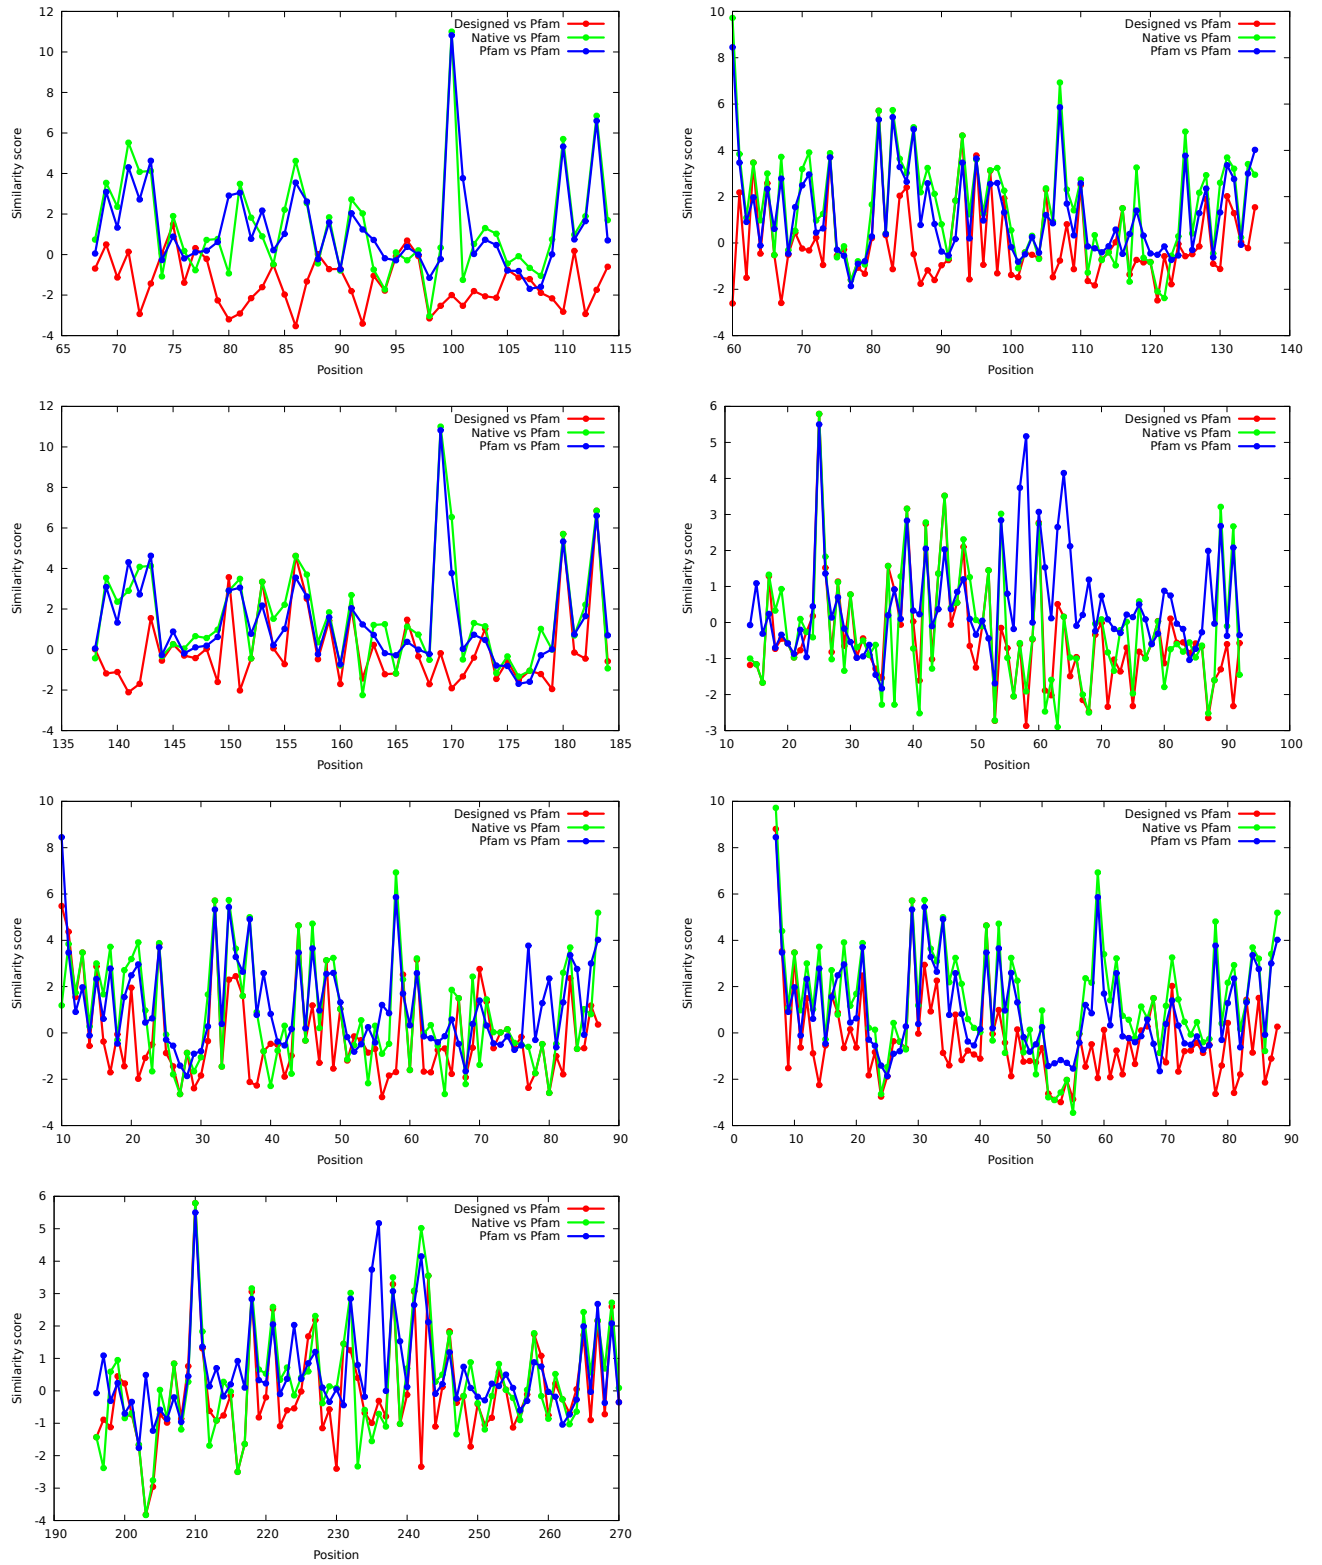 12
10
8
6
4
2
0
-2
-4
65 70 75 80 85 90 95 100 105 110 115
Similarity score
Position
Designed vs Pfam
Native vs Pfam
Pfam vs Pfam
10
8
6
4
2
0
-2
-4
60 70 80 90 100 110 120 130 140
Similarity score
Position
Designed vs Pfam
Native vs Pfam
Pfam vs Pfam
12
10
8
6
4
2
0
-2
-4
135 140 145 150 155 160 165 170 175 180 185
Similarity score
Position
Designed vs Pfam
Native vs Pfam
Pfam vs Pfam
6
5
4
3
2
1
0
-1
-2
-3
10 20 30 40 50 60 70 80 90 100
Similarity score
Position
Designed vs Pfam
Native vs Pfam
Pfam vs Pfam
10
8
6
4
2
0
-2
-4
10 20 30 40 50 60 70 80 90
Similarity score
Position
Designed vs Pfam
Native vs Pfam
Pfam vs Pfam
10
8
6
4
2
0
-2
-4
0 10 20 30 40 50 60 70 80 90
Similarity score
Position
Designed vs Pfam
Native vs Pfam
Pfam vs Pfam
6
5
4
3
2
1
0
-1
-2
-3
-4
190 200 210 220 230 240 250 260 270
Similarity score
Position
Designed vs Pfam
Native vs Pfam
Pfam vs Pfam